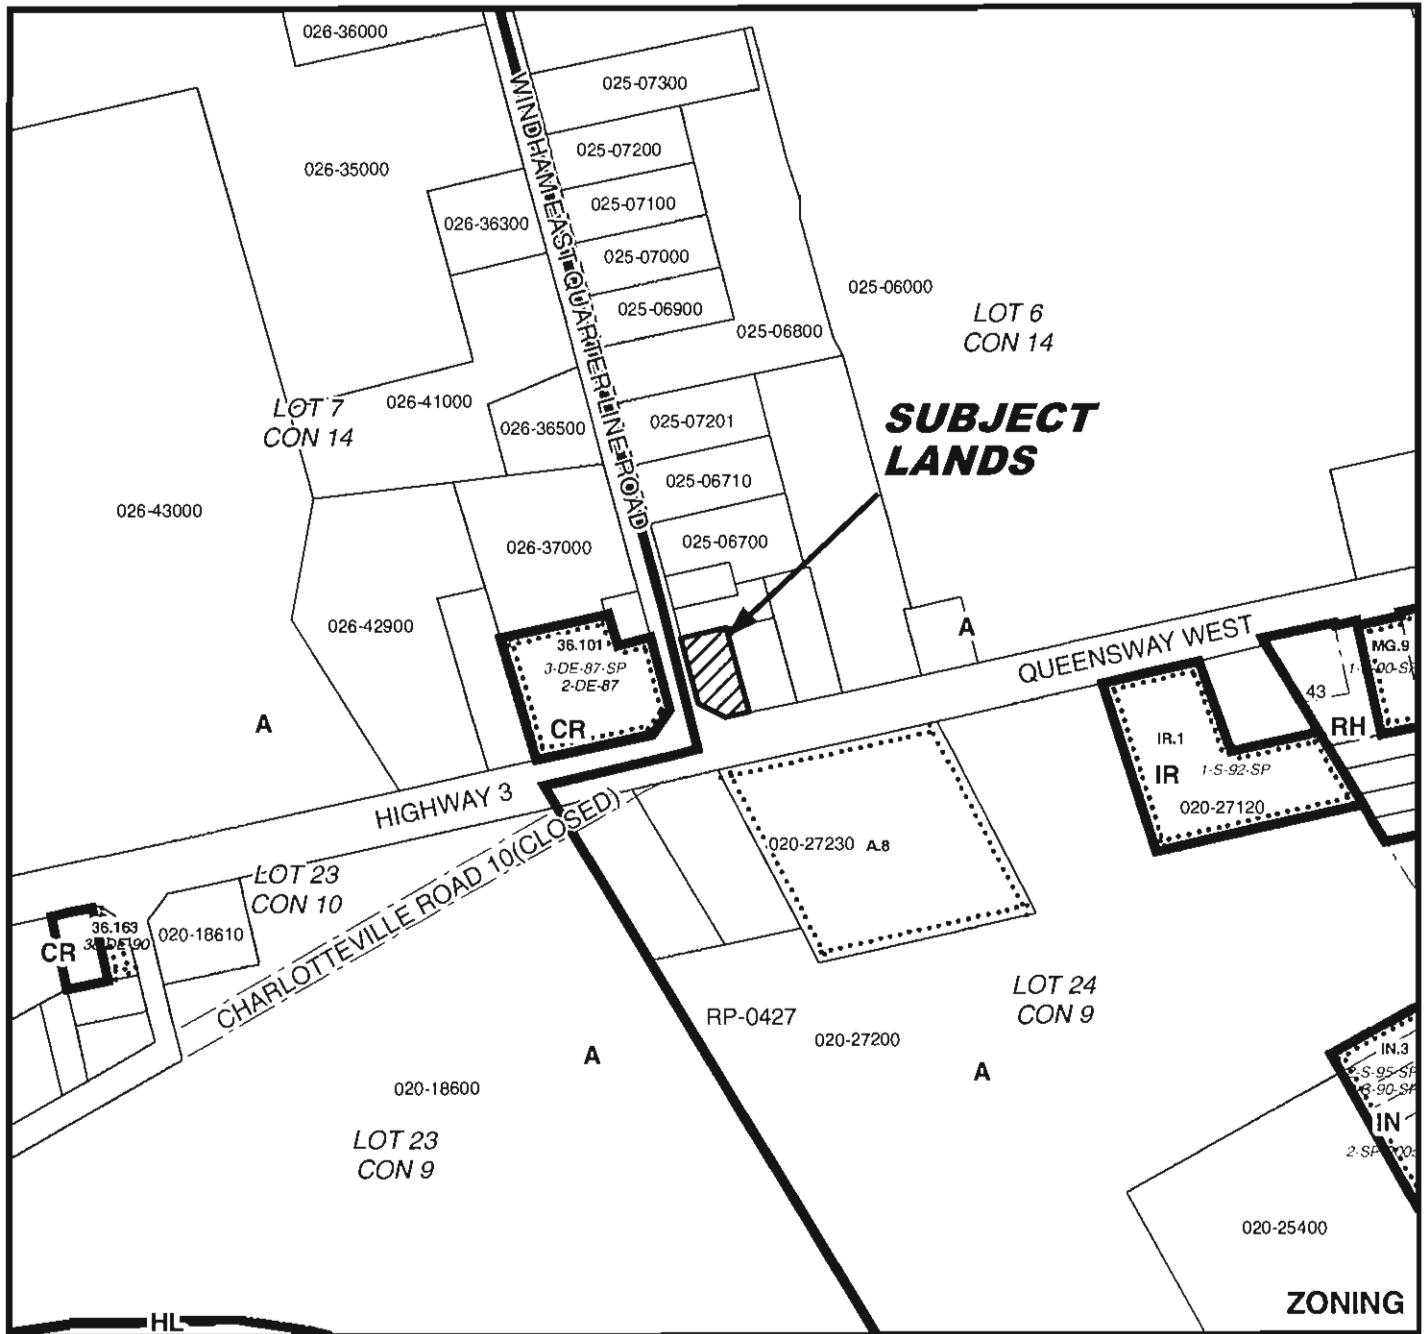 026-36000
025-07300
WINDHAM EAST QUARTER LINE ROAD
025-07200
026-35000
025-07100
026-36300
025-07000
025-06000
025-06900
LOT 6
CON 14
025-06800
LOT 7
CON 14
026-41000
026-36500
025-07201
SUBJECT
LANDS
025-06710
026-43000
026-37000
025-06700
026-42900
A
QUEENSWAY WEST
36.101
3-DE-87-SP
2-DE-87
CR
A
MG.9
43
RH
IR.1
IR
1-S-92-SP
020-27120
HIGHWAY 3
CHARLOTTEVILLE ROAD 10(CLOSED)
020-27230
A.8
LOT 23
CON 10
36.163
CR
020-18610
LOT 24
CON 9
RP-0427
020-27200
A
A
020-18600
LOT 23
CON 9
IN.3
IN
020-25400
ZONING
HL